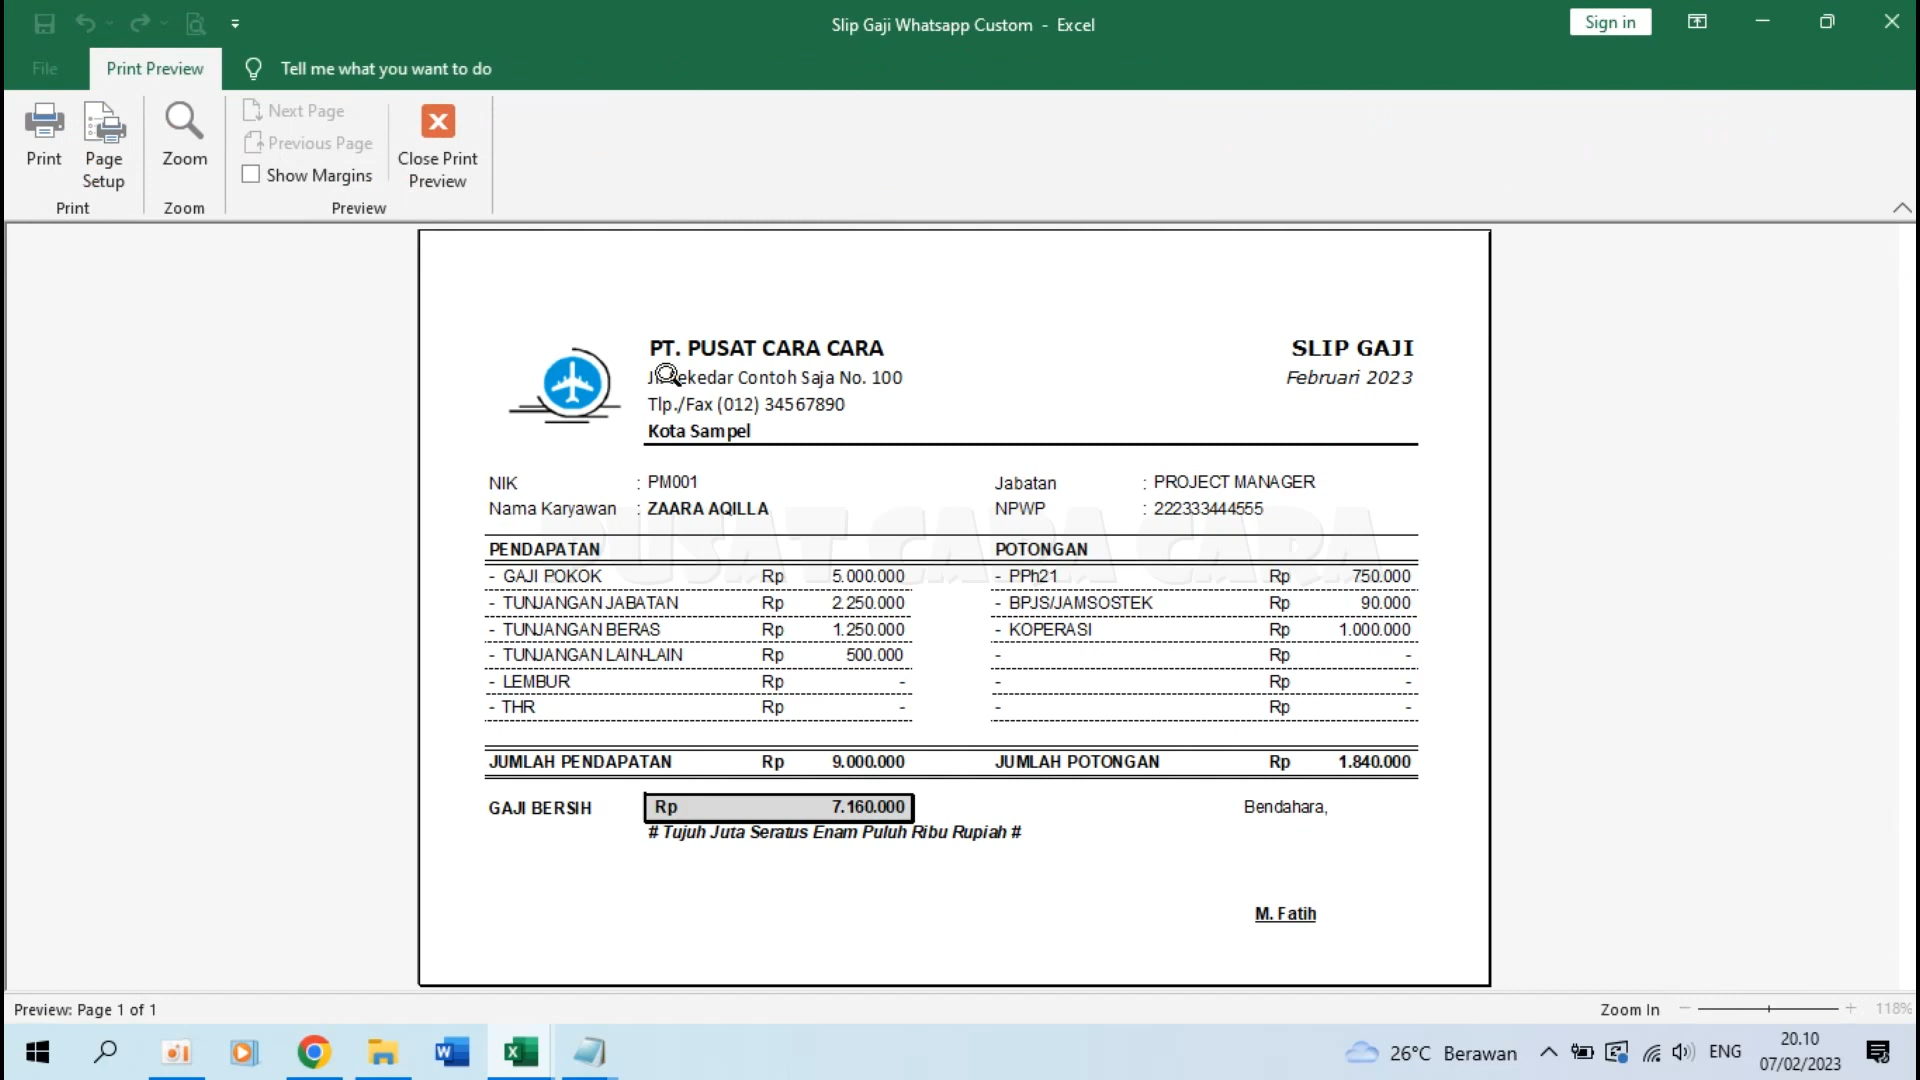 Slip Gaji Whatsapp Custom - Excel
Sign in
File
Print Preview
Tell me what you want to do
Print
Page Setup
Zoom
Next Page
Previous Page
Show Margins
Close Print Preview
Print
Zoom
Preview
PT. PUSAT CARA CARA
SLIP GAJI
ekedar Contoh Saja No. 100
Februari 2023
Tlp./Fax (012) 34567890
Kota Sampel
NIK : PM001
Jabatan : PROJECT MANAGER
Nama Karyawan : ZAARA AQILLA
NPWP : 222333444555
PUSAT CARA CARA
PENDAPATAN
POTONGAN
- GAJI POKOK Rp 5.000.000
- PPh21 Rp 750.000
- TUNJANGAN JABATAN Rp 2.250.000
- BPJS/JAMSOSTEK Rp 90.000
- TUNJANGAN BERAS Rp 1.250.000
- KOPERASI Rp 1.000.000
- TUNJANGAN LAIN-LAIN Rp 500.000
- Rp -
- LEMBUR Rp -
- Rp -
- THR Rp -
- Rp -
JUMLAH PENDAPATAN Rp 9.000.000
JUMLAH POTONGAN Rp 1.840.000
GAJI BERSIH Rp 7.160.000
Bendahara,
# Tujuh Juta Seratus Enam Puluh Ribu Rupiah #
M. Fatih
Preview: Page 1 of 1
Zoom In
118%
26°C Berawan
ENG
20.10
07/02/2023